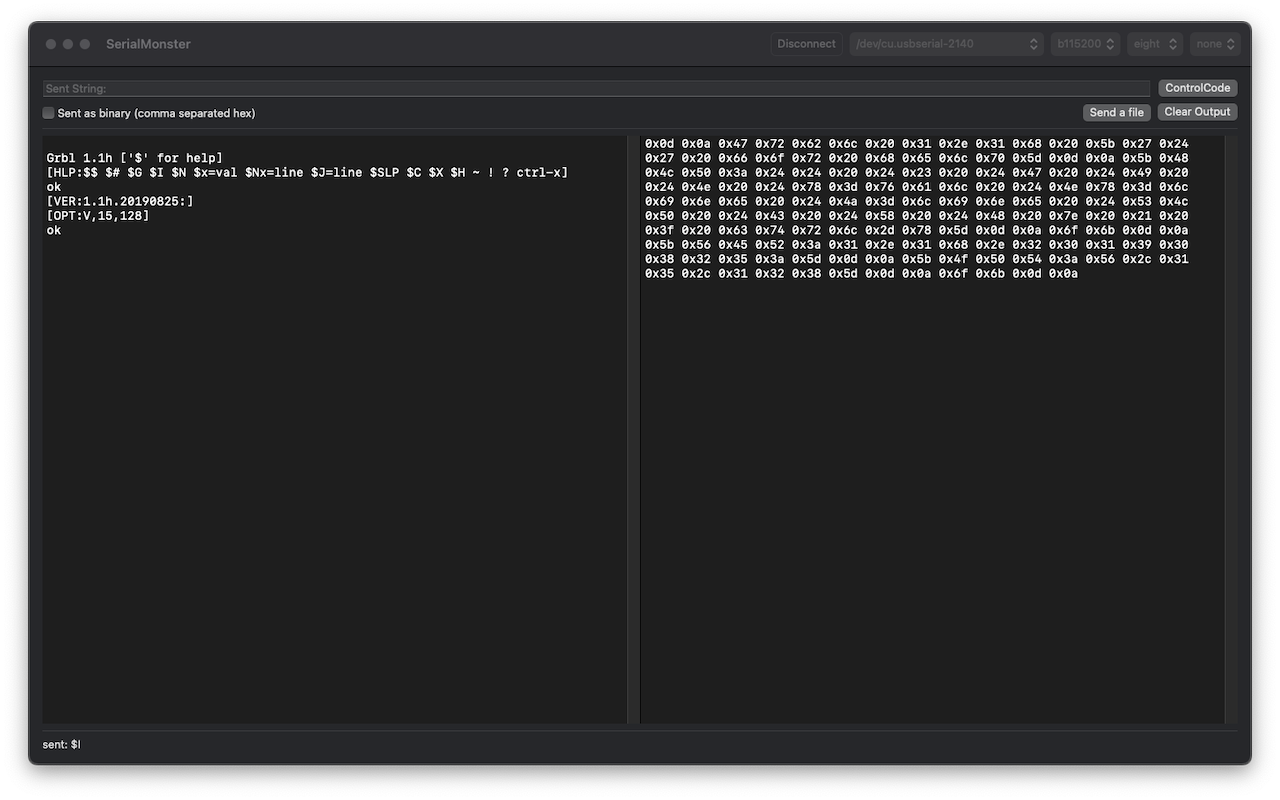 SerialMonster
Disconnect /dev/cu.usbserial-2140 b115200 eight none
Sent String: ControlCode
Sent as binary (comma separated hex) Send a file Clear Output
Grbl 1.1h ['$' for help]
[HLP:$$ $# $G $I $N $x=val $Nx=line $J=line $SLP $C $X $H ~ ! ? ctrl-x]
ok
[VER:1.1h.20190825:]
[OPT:V,15,128]
ok
0x0d 0x0a 0x47 0x72 0x62 0x6c 0x20 0x31 0x2e 0x31 0x68 0x20 0x5b 0x27 0x24
0x27 0x20 0x66 0x6f 0x72 0x20 0x68 0x65 0x6c 0x70 0x5d 0x0d 0x0a 0x5b 0x48
0x4c 0x50 0x3a 0x24 0x24 0x20 0x24 0x23 0x20 0x24 0x47 0x20 0x24 0x49 0x20
0x24 0x4e 0x20 0x24 0x78 0x3d 0x76 0x61 0x6c 0x20 0x24 0x4e 0x78 0x3d 0x6c
0x69 0x6e 0x65 0x20 0x24 0x4a 0x3d 0x6c 0x69 0x6e 0x65 0x20 0x24 0x53 0x4c
0x50 0x20 0x24 0x43 0x20 0x24 0x58 0x20 0x24 0x48 0x20 0x7e 0x20 0x21 0x20
0x3f 0x20 0x63 0x74 0x72 0x6c 0x2d 0x78 0x5d 0x0d 0x0a 0x6f 0x6b 0x0d 0x0a
0x5b 0x56 0x45 0x52 0x3a 0x31 0x2e 0x31 0x68 0x2e 0x32 0x30 0x31 0x39 0x30
0x38 0x32 0x35 0x3a 0x5d 0x0d 0x0a 0x5b 0x4f 0x50 0x54 0x3a 0x56 0x2c 0x31
0x35 0x2c 0x31 0x32 0x38 0x5d 0x0d 0x0a 0x6f 0x6b 0x0d 0x0a
sent: $I